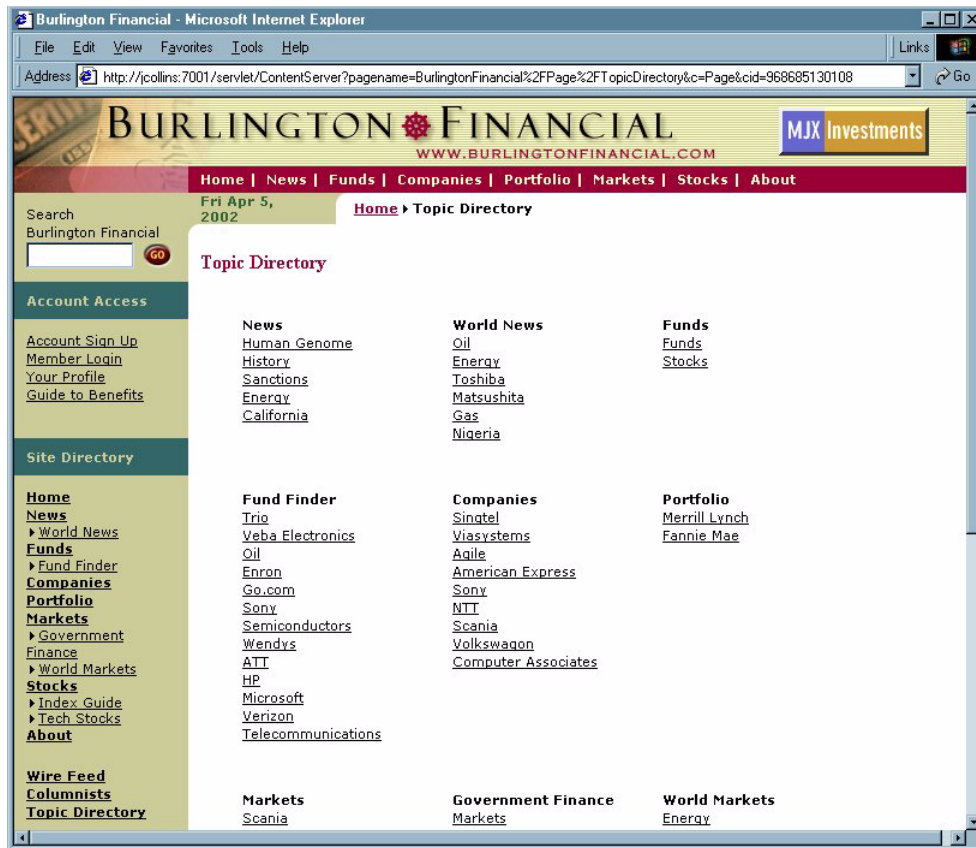 Burlington Financial - Microsoft Internet Explorer
File Edit View Favorites Tools Help Links
Address http://jcollins:7001/servlet/ContentServer?pagename=BurlingtonFinancial%2FPage%2FTopicDirectory&c=Page&cid=968685130108 Go
BURLINGTON FINANCIAL
WWW.BURLINGTONFINANCIAL.COM
MJX Investments
Home | News | Funds | Companies | Portfolio | Markets | Stocks | About
Search
Burlington Financial
GO
Fri Apr 5,
2002
Home Topic Directory
Topic Directory
Account Access
Account Sign Up
Member Login
Your Profile
Guide to Benefits
Site Directory
Home
News
World News
Funds
Fund Finder
Companies
Portfolio
Markets
Government
Finance
World Markets
Stocks
Index Guide
Tech Stocks
About
Wire Feed
Columnists
Topic Directory
News
Human Genome
History
Sanctions
Energy
California
World News
Oil
Energy
Toshiba
Matsushita
Gas
Nigeria
Funds
Funds
Stocks
Fund Finder
Trio
Veba Electronics
Oil
Enron
Go.com
Sony
Semiconductors
Wendys
ATT
HP
Microsoft
Verizon
Telecommunications
Companies
Singtel
Viasystems
Agile
American Express
Sony
NTT
Scania
Volkswagon
Computer Associates
Portfolio
Merrill Lynch
Fannie Mae
Markets
Scania
Government Finance
Markets
World Markets
Energy